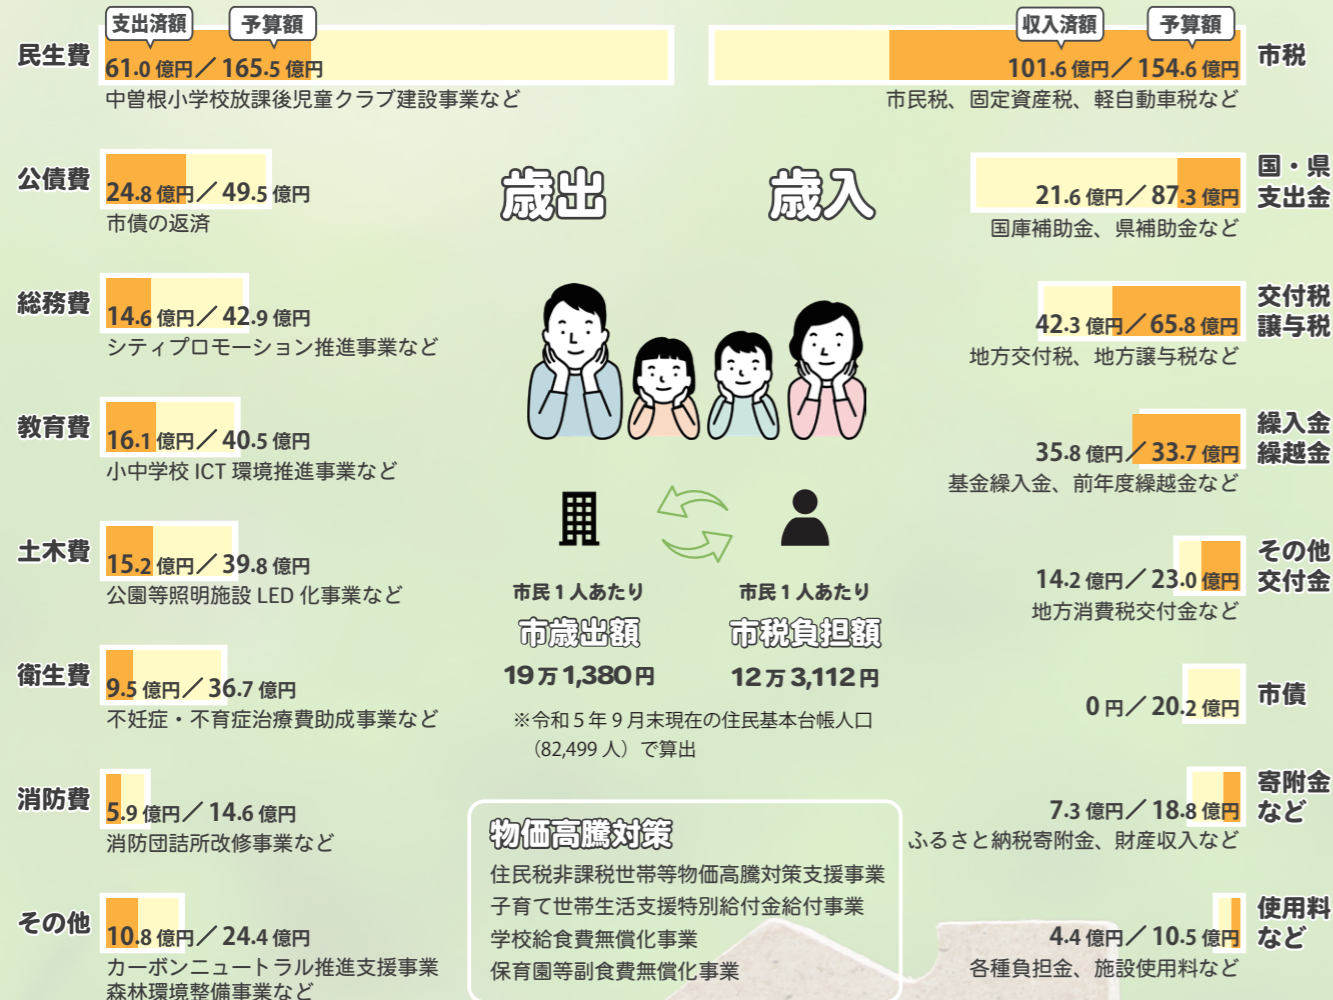 支出済額 予算額
民生費 61.0 億円／165.5 億円
中曽根小学校放課後児童クラブ建設事業など
公債費 24.8 億円／49.5 億円
市債の返済
総務費 14.6 億円／42.9 億円
シティプロモーション推進事業など
教育費 16.1 億円／40.5 億円
小中学校 ICT 環境推進事業など
土木費 15.2 億円／39.8 億円
公園等照明施設 LED 化事業など
衛生費 9.5 億円／36.7 億円
不妊症・不育症治療費助成事業など
消防費 5.9 億円／14.6 億円
消防団詰所改修事業など
その他 10.8 億円／24.4 億円
カーボンニュートラル推進支援事業
森林環境整備事業など
歳出
歳入
市民 1 人あたり
市歳出額
19 万 1,380 円
市民 1 人あたり
市税負担額
12 万 3,112 円
※令和 5 年 9 月末現在の住民基本台帳人口
（82,499 人）で算出
物価高騰対策
住民税非課税世帯等物価高騰対策支援事業
子育て世帯生活支援特別給付金給付事業
学校給食費無償化事業
保育園等副食費無償化事業
収入済額 予算額
101.6 億円／154.6 億円 市税
市民税、固定資産税、軽自動車税など
国・県
支出金
21.6 億円／87.3 億円
国庫補助金、県補助金など
交付税
譲与税
42.3 億円／65.8 億円
地方交付税、地方譲与税など
繰入金
繰越金
35.8 億円／33.7 億円
基金繰入金、前年度繰越金など
その他
交付金
14.2 億円／23.0 億円
地方消費税交付金など
0 円／20.2 億円 市債
寄附金
など
7.3 億円／18.8 億円
ふるさと納税寄附金、財産収入など
使用料
など
4.4 億円／10.5 億円
各種負担金、施設使用料など